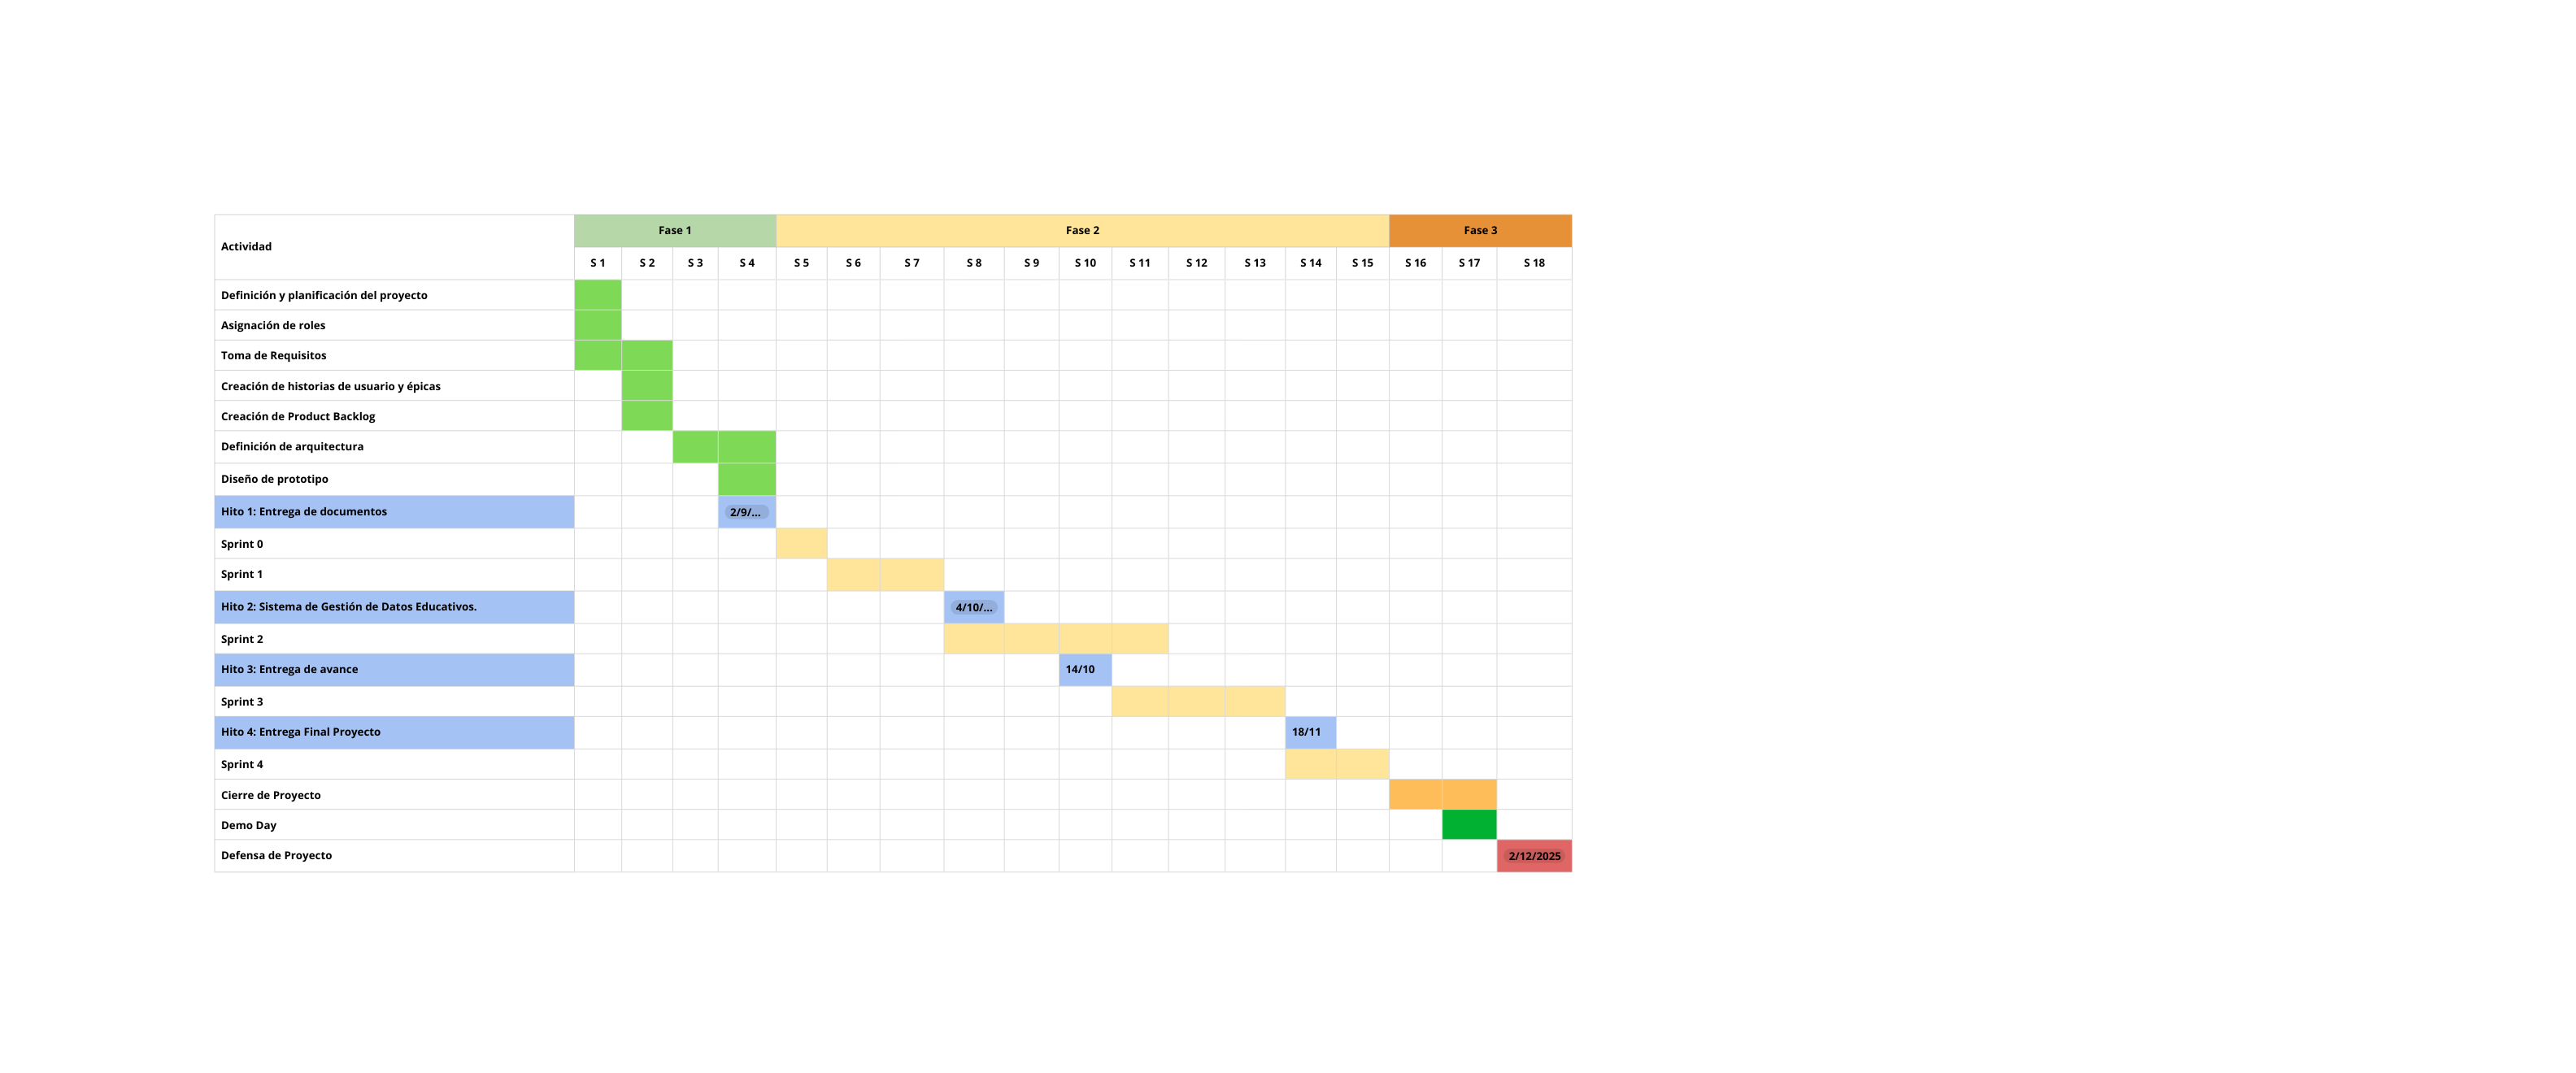 Actividad
Fase 1 Fase 2 Fase 3
S 1 S 2 S 3 S 4 S 5 S 6 S 7 S 8 S 9 S 10 S 11 S 12 S 13 S 14 S 15 S 16 S 17 S 18
Definición y planificación del proyecto
Asignación de roles
Toma de Requisitos
Creación de historias de usuario y épicas
Creación de Product Backlog
Definición de arquitectura
Diseño de prototipo
Hito 1: Entrega de documentos 2/9/...
Sprint 0
Sprint 1
Hito 2: Sistema de Gestión de Datos Educativos. 4/10/...
Sprint 2
Hito 3: Entrega de avance 14/10
Sprint 3
Hito 4: Entrega Final Proyecto 18/11
Sprint 4
Cierre de Proyecto
Demo Day
Defensa de Proyecto 2/12/2025